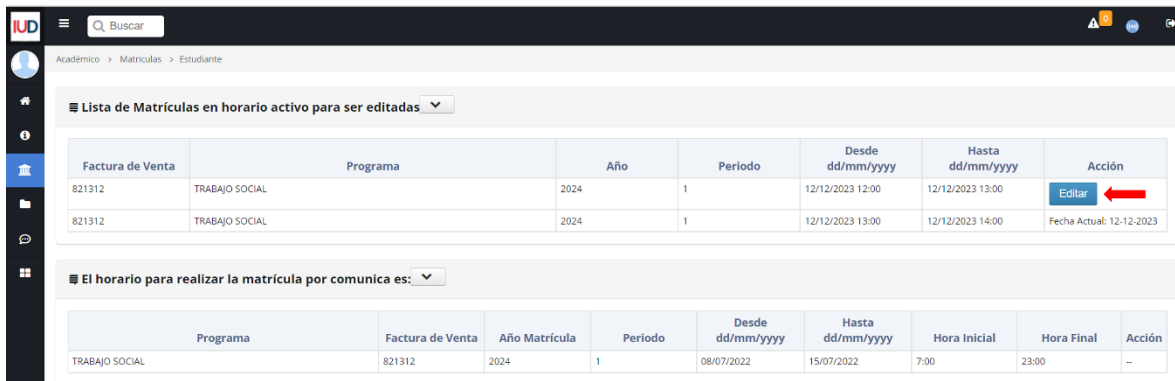 IUD
Buscar
0
Académico > Matriculas > Estudiante
Lista de Matrículas en horario activo para ser editadas
Factura de Venta Programa Año Periodo Desde dd/mm/yyyy Hasta dd/mm/yyyy Acción
821312 TRABAJO SOCIAL 2024 1 12/12/2023 12:00 12/12/2023 13:00 Editar
821312 TRABAJO SOCIAL 2024 1 12/12/2023 13:00 12/12/2023 14:00 Fecha Actual: 12-12-2023
El horario para realizar la matrícula por comunica es:
Programa Factura de Venta Año Matrícula Periodo Desde dd/mm/yyyy Hasta dd/mm/yyyy Hora Inicial Hora Final Acción
TRABAJO SOCIAL 821312 2024 1 08/07/2022 15/07/2022 7:00 23:00 --